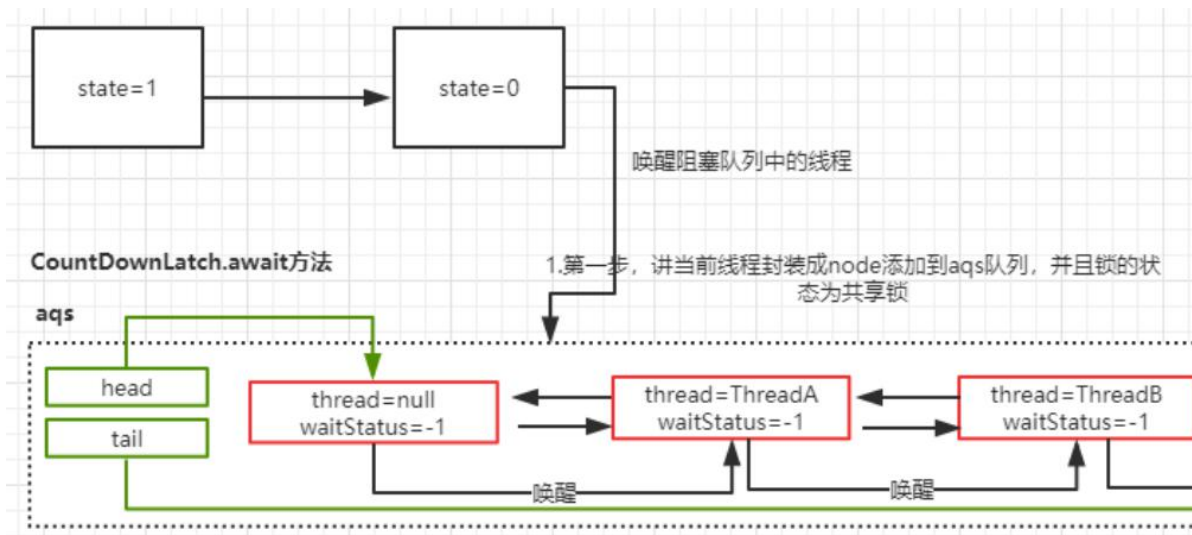 state=1
state=0
唤醒阻塞队列中的线程
CountDownLatch.await方法
1.第一步，讲当前线程封装成node添加到aqs队列，并且锁的状
态为共享锁
aqs
head
tail
thread=null
waitStatus=-1
thread=ThreadA
waitStatus=-1
thread=ThreadB
waitStatus=-1
唤醒
唤醒